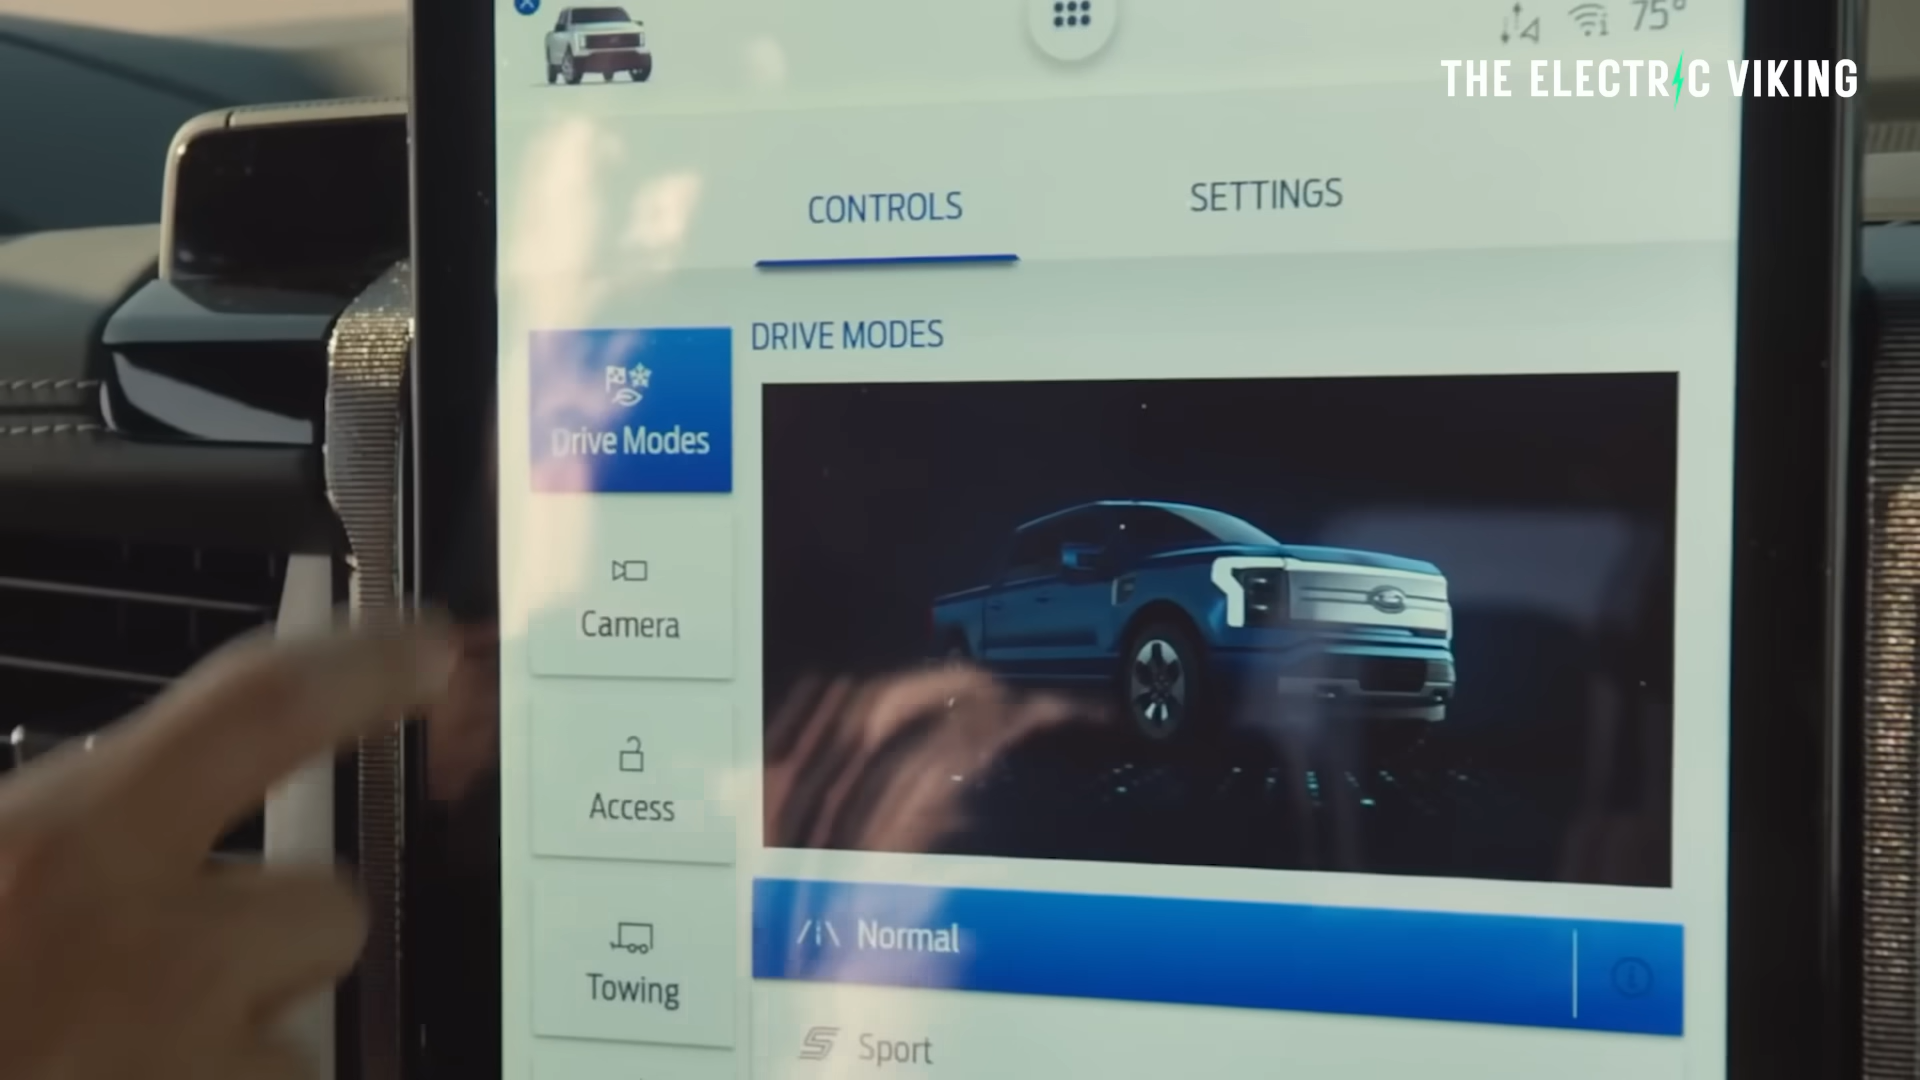 75°
THE ELECTRIC VIKING
CONTROLS
SETTINGS
DRIVE MODES
Drive Modes
Camera
Access
Towing
Normal
Sport